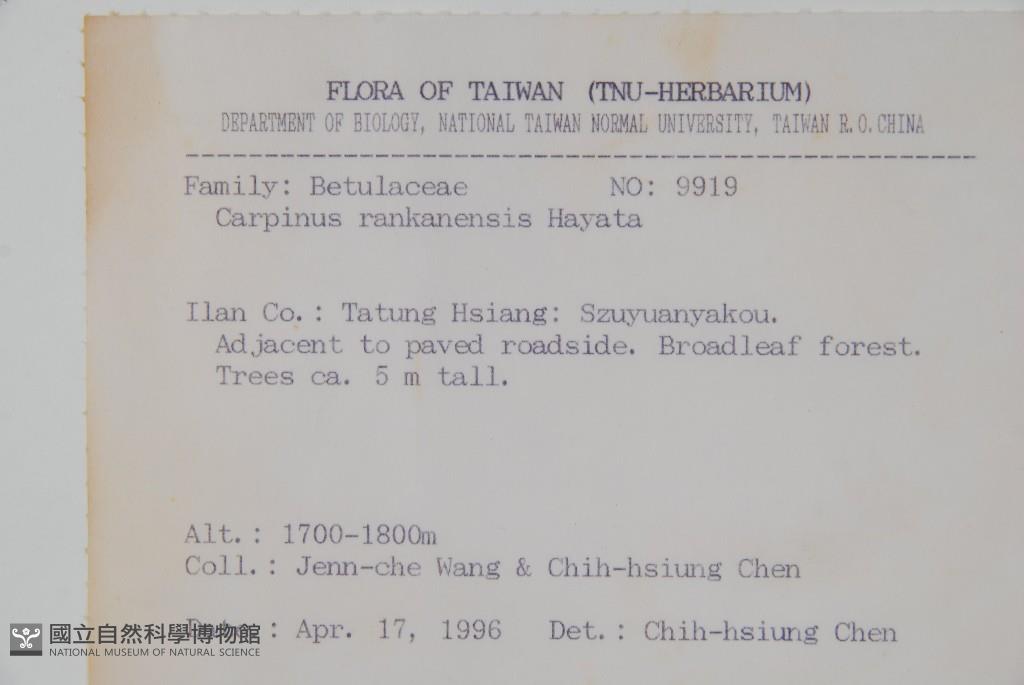 FLORA OF TAIWAN (TNU-HERBARIUM)
DEPARTMENT OF BIOLOGY, NATIONAL TAIWAN NORMAL UNIVERSITY, TAIWAN R.O.CHINA
Family: Betulaceae NO: 9919
Carpinus rankanensis Hayata
Ilan Co.: Tatung Hsiang: Szuyuanyakou.
Adjacent to paved roadside. Broadleaf forest.
Trees ca. 5 m tall.
Alt.: 1700-1800m
Coll.: Jenn-che Wang & Chih-hsiung Chen
Date: Apr. 17, 1996 Det.: Chih-hsiung Chen
國立自然科學博物館
NATIONAL MUSEUM OF NATURAL SCIENCE